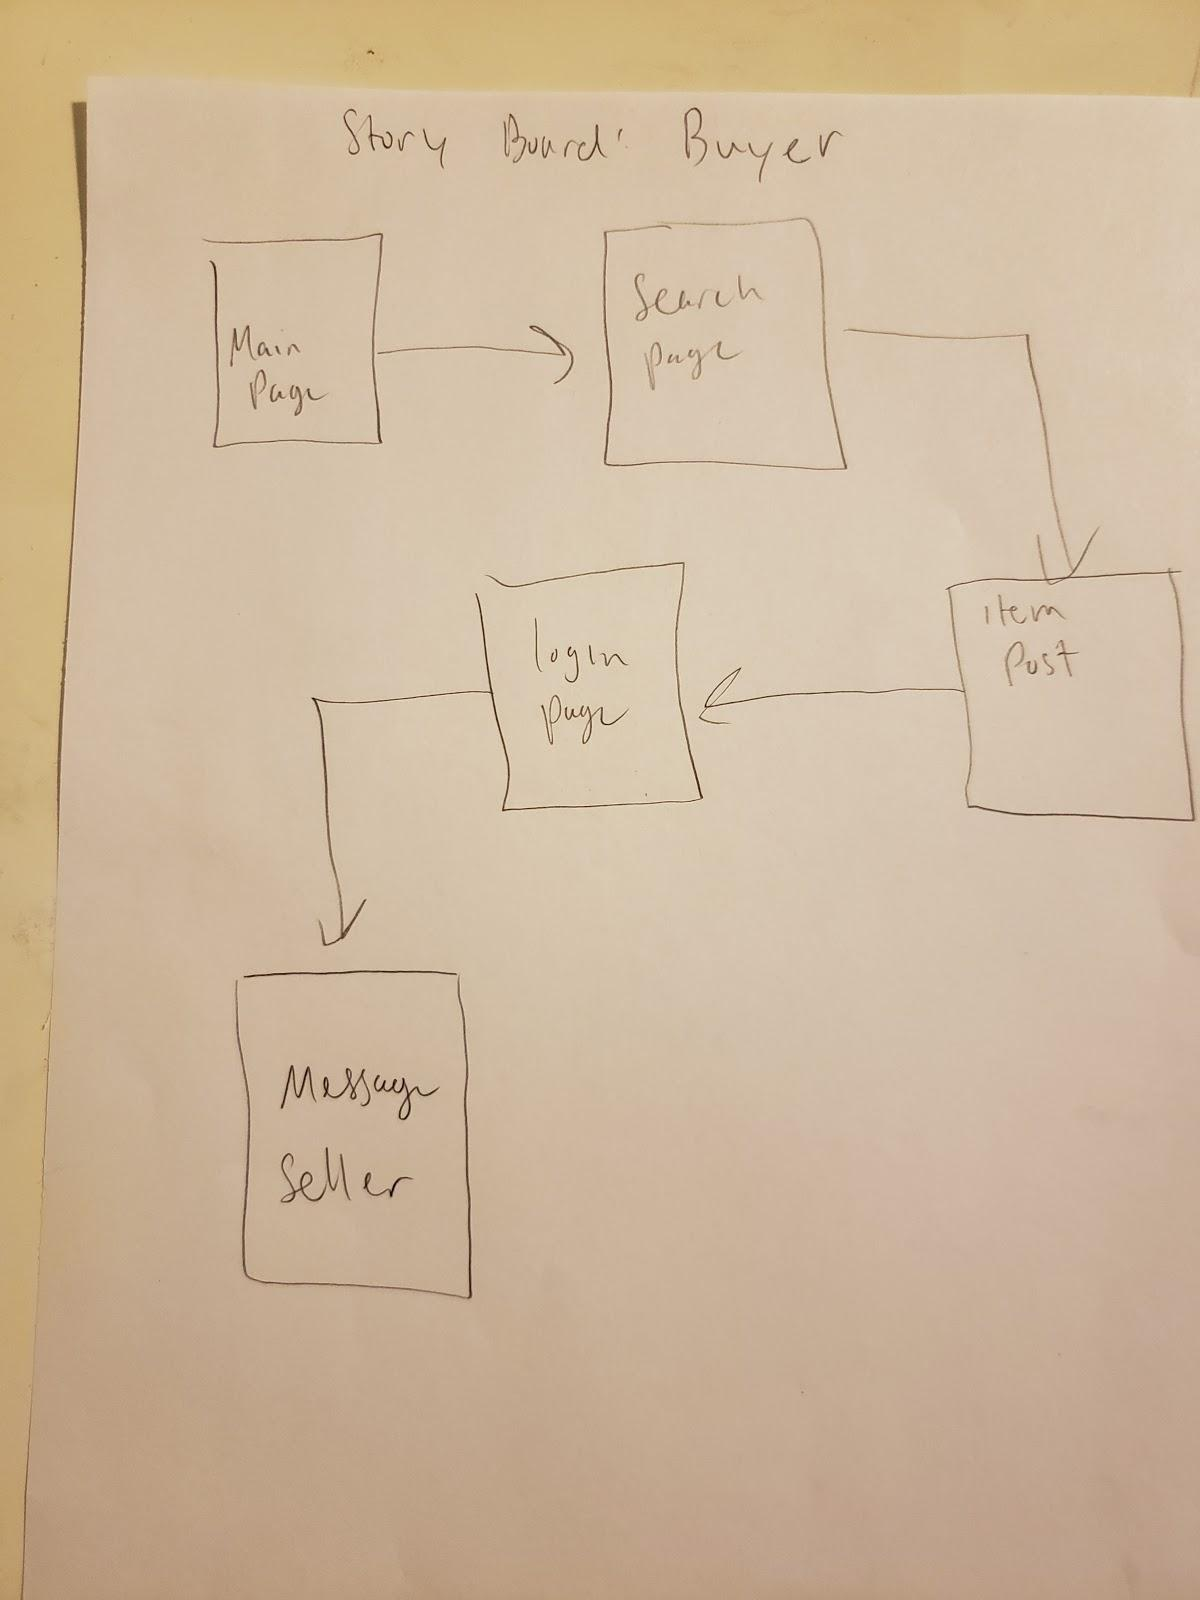 Story Board: Buyer
Main
Page
Search
page
item
Post
login
page
Message
Seller